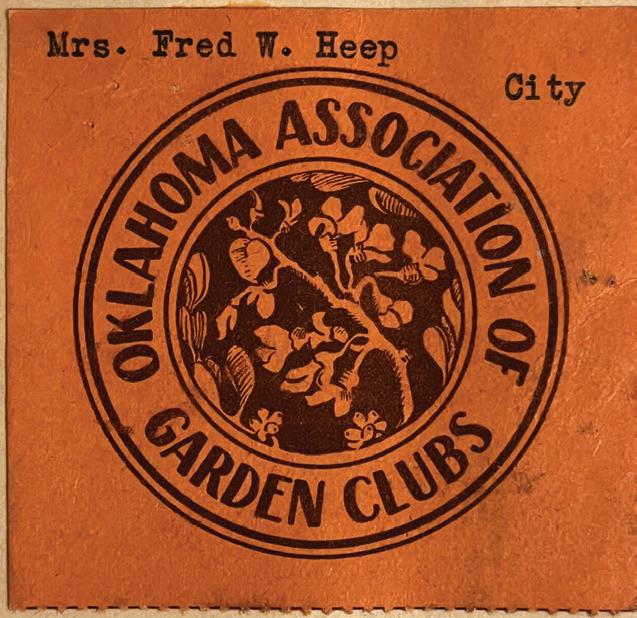 Mrs. Fred W. Heep
City
OKLAHOMA ASSOCIATION OF
GARDEN CLUBS